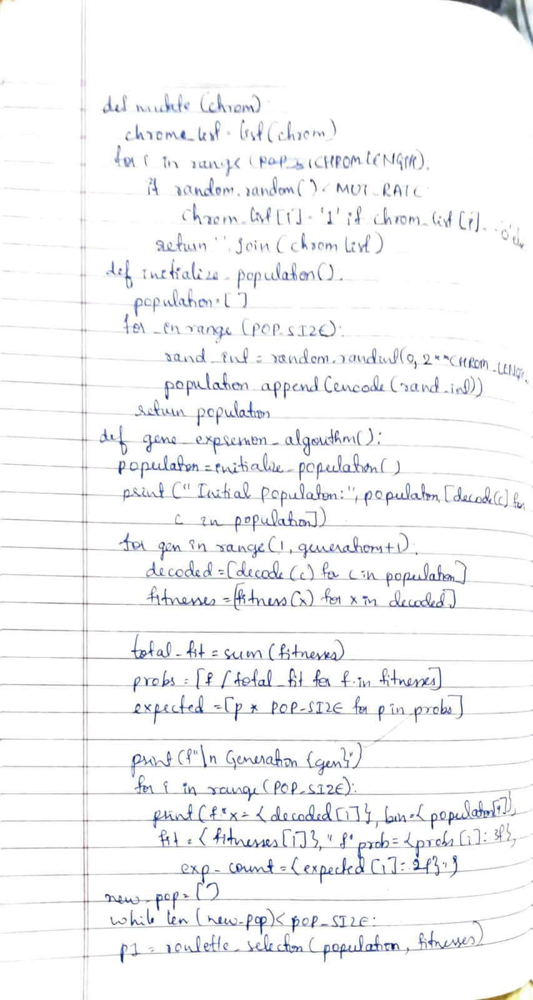 def mutate (chrom)
chrome_list = list(chrom)
for i in range (CHROM LENGTH):
if random.random() < MUT_RATE
chrom_list [i] = '1' if chrom_list [i] == '0' else
return ''.join (chrom list)
def initialize_population():
population = [ ]
for _ in range (POP_SIZE):
rand_int = random.randint(0, 2**CHROM_LENGTH
population.append (encode (rand_int))
return population
def gene_expression_algorithm():
population = initialize_population()
print (" Initial population:", population, [decode(c) for
c in population])
for gen in range (1, generations+1):
decoded = [decode (c) for c in population]
fitnesses = [fitness (x) for x in decoded]
total_fit = sum (fitnesses)
probs = [f / total_fit for f in fitnesses]
expected = [p * POP_SIZE for p in probs]
print (f"\n Generation {gen}")
for i in range (POP_SIZE):
print (f"x = {decoded [i]}, bin = {population[i]},
fit = {fitnesses [i]}," f" prob = {probs [i]: 3f},
exp_count = {expected [i]: .2f}")
new_pop = [ ]
while len (new_pop) < POP_SIZE:
p1 = roulette_selection (population, fitnesses)